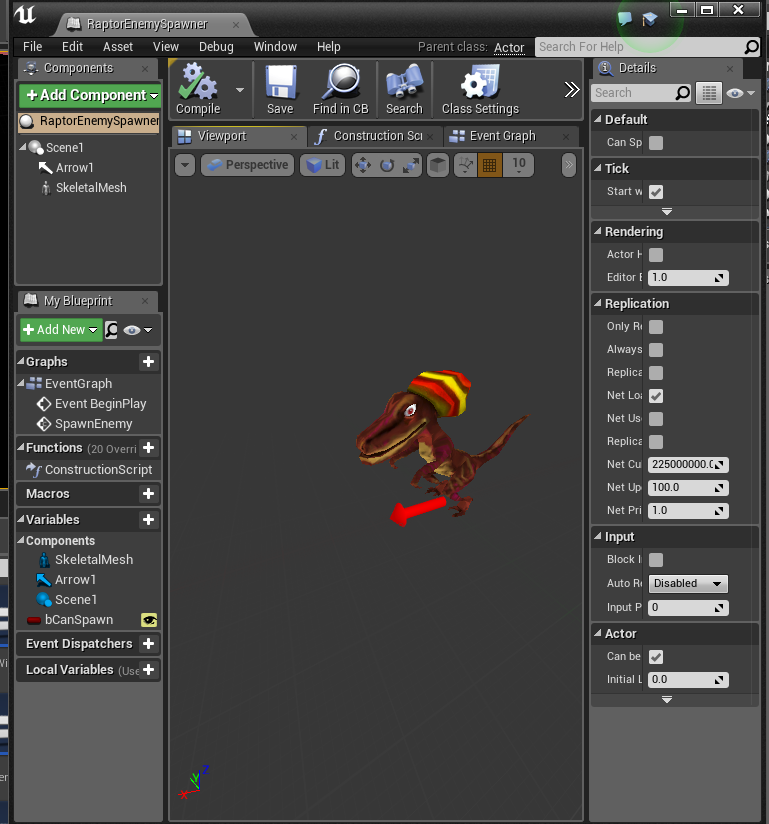 RaptorEnemySpawner
File Edit Asset View Debug Window Help
Parent class: Actor
Search For Help
Components
+Add Component
RaptorEnemySpawner
Scene1
Arrow1
SkeletalMesh
My Blueprint
+Add New
Graphs
EventGraph
Event BeginPlay
SpawnEnemy
Functions (20 Overri
ConstructionScript
Macros
Variables
Components
SkeletalMesh
Arrow1
Scene1
bCanSpawn
Event Dispatchers
Local Variables (Use
Compile Save Find in CB Search Class Settings
Viewport Construction Sc Event Graph
Perspective Lit 10
X Y Z
Details
Search
Default
Can Sp
Tick
Start w
Rendering
Actor H
Editor B 1.0
Replication
Only Re
Always
Replica
Net Loa
Net Use
Replica
Net Cu 225000000.0
Net Up 100.0
Net Pri 1.0
Input
Block I
Auto Re Disabled
Input P 0
Actor
Can be
Initial L 0.0